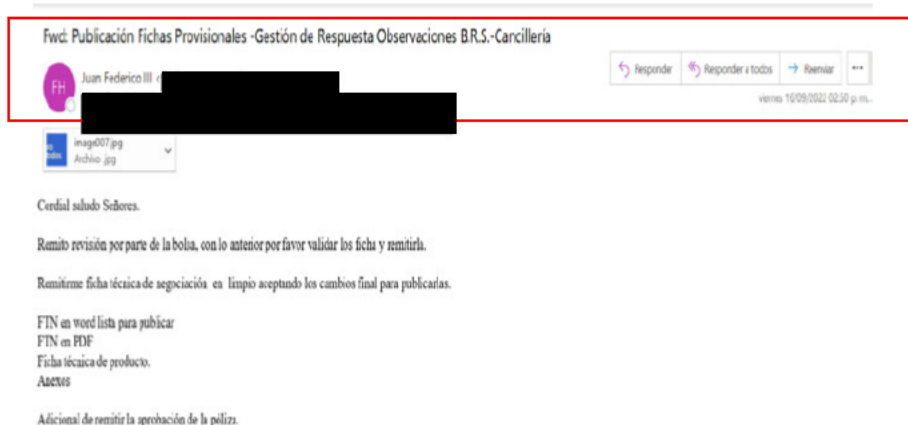 Fwd: Publicación Fichas Provisionales -Gestión de Respuesta Observaciones B.R.S.-Cancillería
FH
Juan Federico III
Responder
Responder a todos
Reenviar
viernes 16/09/2022 02:50 p. m.
image007.jpg
Archivo .jpg
Cordial saludo Señores.
Remito revisión por parte de la bolsa, con lo anterior por favor validar los ficha y remitirla.
Remitirme ficha técnica de negociación en limpio aceptando los cambios final para publicarlas.
FTN en word lista para publicar
FTN en PDF
Ficha técnica de producto.
Anexos
Adicional de remitir la aprobación de la póliza.